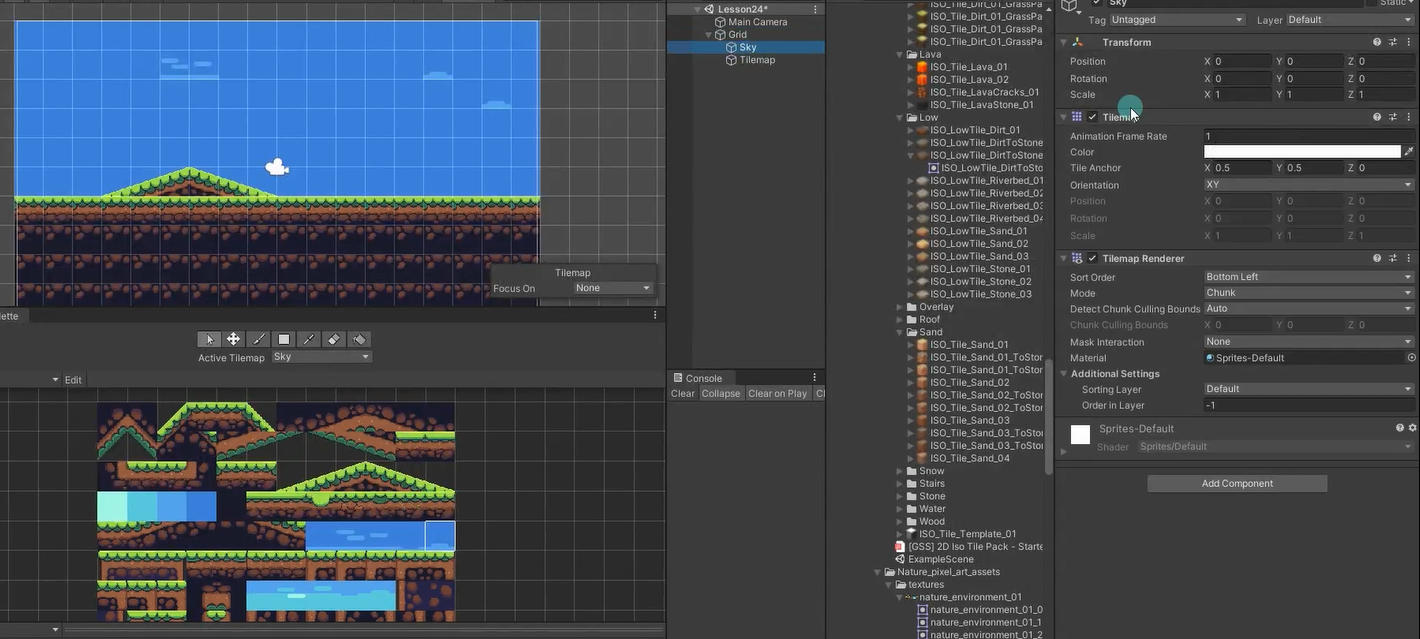 Tilemap
Focus On
None
lette
Active Tilemap
Sky
Edit
Lesson24*
Main Camera
Grid
Sky
Tilemap
Console
Clear
Collapse
Clear on Play
ISO_Tile_Dirt_01_GrassPa
ISO_Tile_Dirt_01_GrassPa
ISO_Tile_Dirt_01_GrassPa
Lava
ISO_Tile_Lava_01
ISO_Tile_Lava_02
ISO_Tile_LavaCracks_01
ISO_Tile_LavaStone_01
Low
ISO_LowTile_Dirt_01
ISO_LowTile_DirtToStone
ISO_LowTile_DirtToStone
ISO_LowTile_DirtToSto
ISO_LowTile_Riverbed_01
ISO_LowTile_Riverbed_02
ISO_LowTile_Riverbed_03
ISO_LowTile_Riverbed_04
ISO_LowTile_Sand_01
ISO_LowTile_Sand_02
ISO_LowTile_Sand_03
ISO_LowTile_Stone_01
ISO_LowTile_Stone_02
ISO_LowTile_Stone_03
Overlay
Roof
Sand
ISO_Tile_Sand_01
ISO_Tile_Sand_01_ToStor
ISO_Tile_Sand_01_ToStor
ISO_Tile_Sand_02
ISO_Tile_Sand_02_ToStor
ISO_Tile_Sand_02_ToStor
ISO_Tile_Sand_03
ISO_Tile_Sand_03_ToStor
ISO_Tile_Sand_03_ToStor
ISO_Tile_Sand_04
Snow
Stairs
Stone
Water
Wood
ISO_Tile_Template_01
[GSS] 2D Iso Tile Pack - Starte
ExampleScene
Nature_pixel_art_assets
textures
nature_environment_01
nature_environment_01_0
nature_environment_01_1
nature_environment_01_2
Sky
Static
Tag Untagged Layer Default
Transform
Position X 0 Y 0 Z 0
Rotation X 0 Y 0 Z 0
Scale X 1 Y 1 Z 1
Tilemap
Animation Frame Rate 1
Color
Tile Anchor X 0.5 Y 0.5 Z 0
Orientation XY
Position X 0 Y 0 Z 0
Rotation X 0 Y 0 Z 0
Scale X 1 Y 1 Z 1
Tilemap Renderer
Sort Order Bottom Left
Mode Chunk
Detect Chunk Culling Bounds Auto
Chunk Culling Bounds X 0 Y 0 Z 0
Mask Interaction None
Material Sprites-Default
Additional Settings
Sorting Layer Default
Order in Layer -1
Sprites-Default
Shader Sprites/Default
Add Component